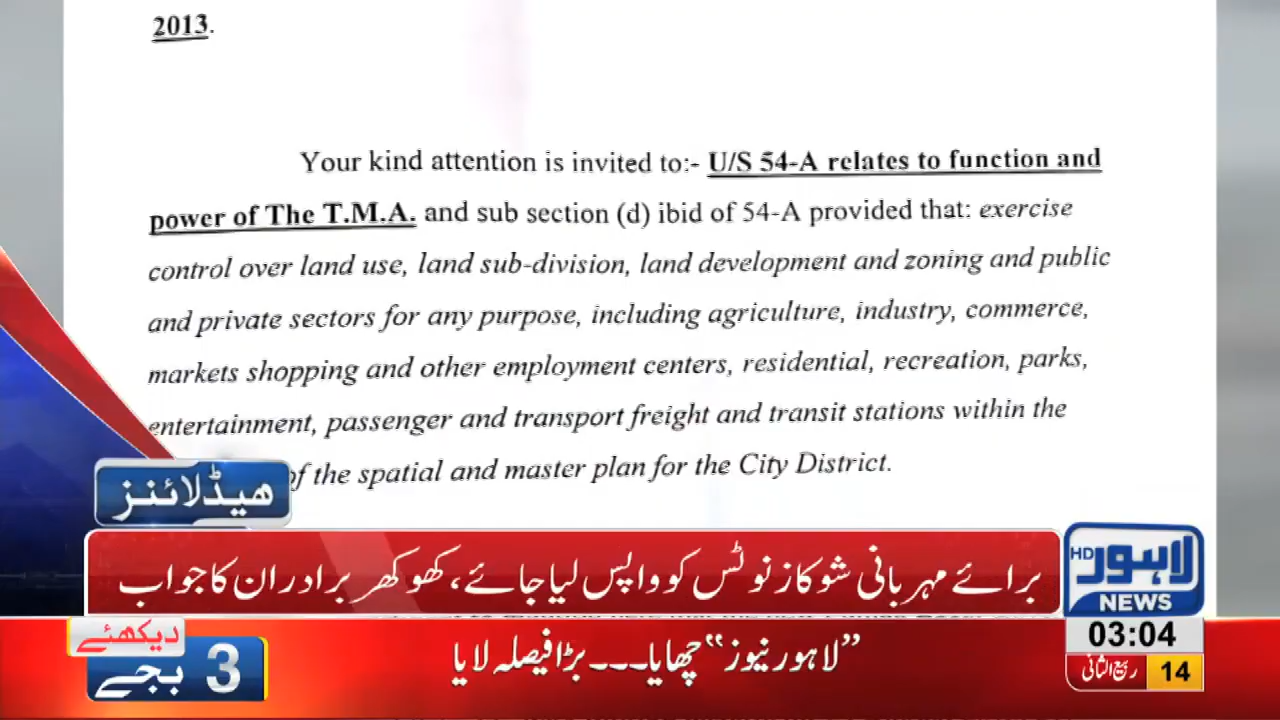 2013.
Your kind attention is invited to:- U/S 54-A relates to function and
power of The T.M.A. and sub section (d) ibid of 54-A provided that: exercise
control over land use, land sub-division, land development and zoning and public
and private sectors for any purpose, including agriculture, industry, commerce,
markets shopping and other employment centers, residential, recreation, parks,
entertainment, passenger and transport freight and transit stations within the
of the spatial and master plan for the City District.
ھیڈلائنز
برائے مہربانی شوکاز نوٹس کو واپس لیا جائے، کھوکھر برادران کا جواب
HD لاہور
NEWS
03:04
14 ربیع الثانی
دیکھئے
3 بجے
”لاہور نیوز“ چھایا۔۔۔ بڑا فیصلہ لایا